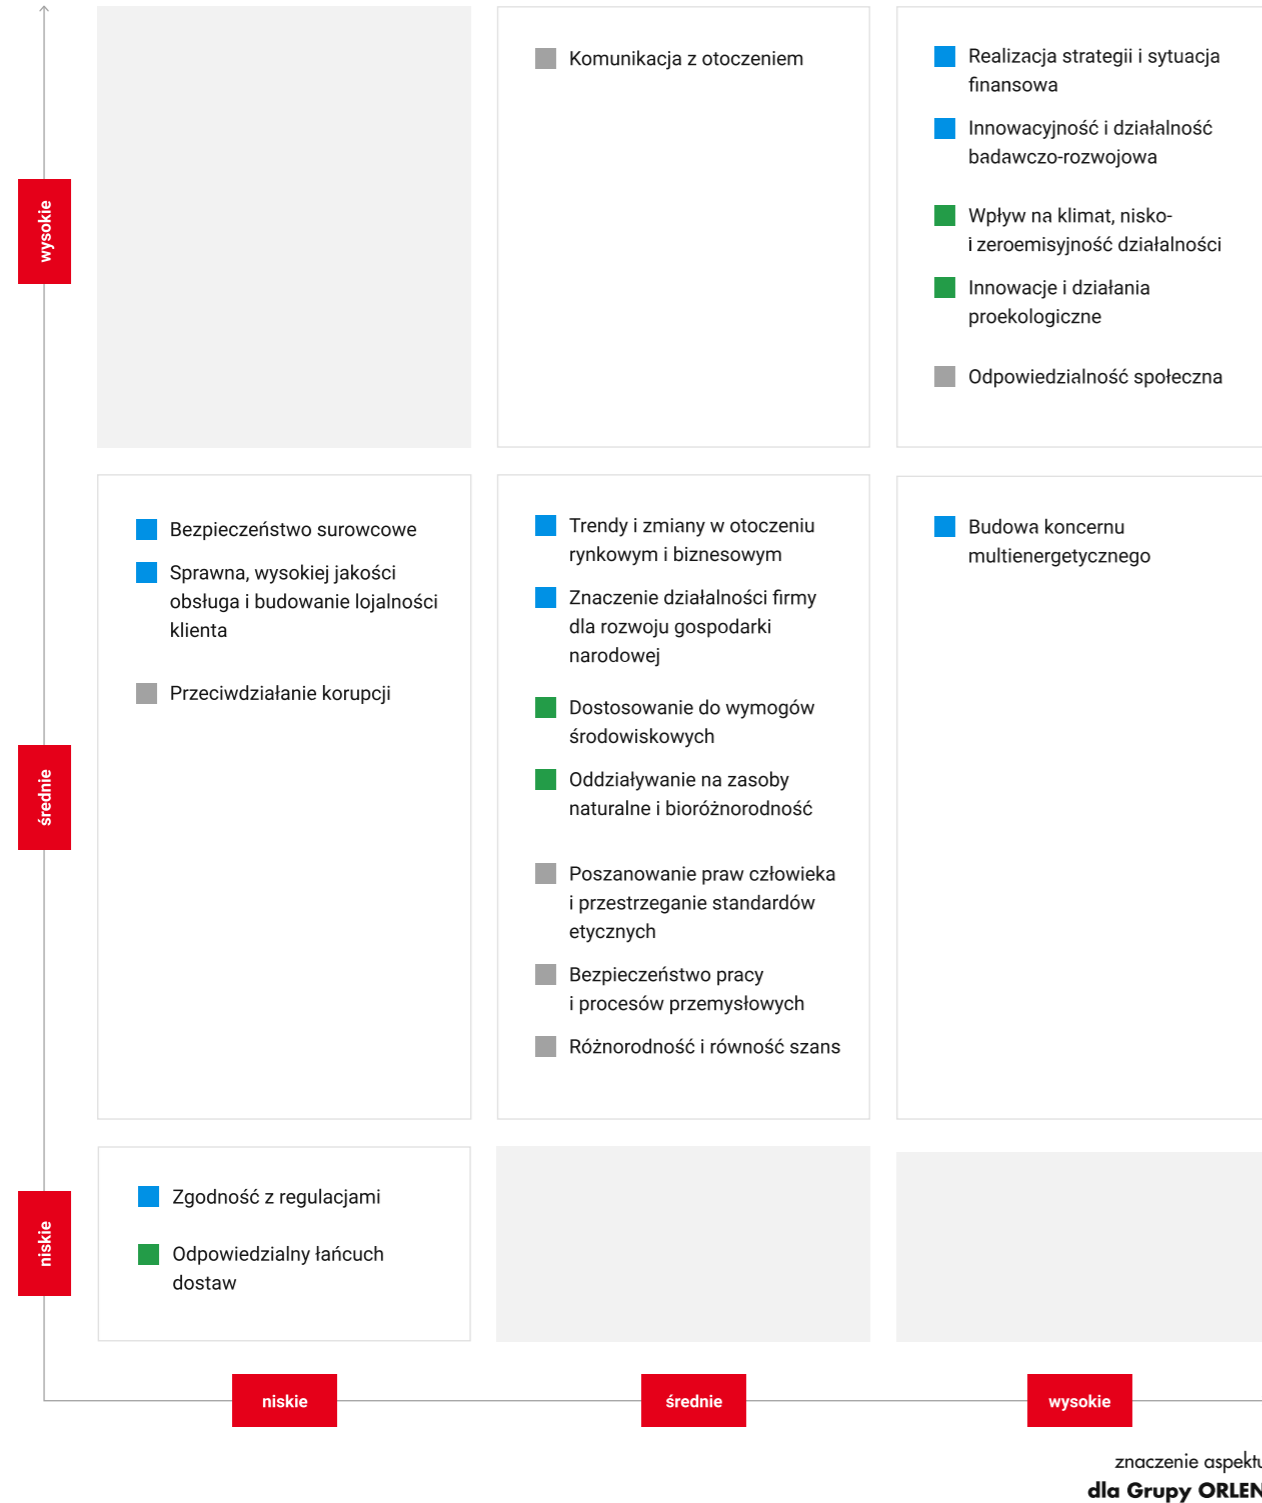 Komunikacja z otoczeniem
Realizacja strategii i sytuacja
finansowa
Innowacyjność i działalność
badawczo-rozwojowa
Wpływ na klimat, nisko-
i zeroemisyjność działalności
Innowacje i działania
proekologiczne
Odpowiedzialność społeczna
wysokie
Bezpieczeństwo surowcowe
Sprawna, wysokiej jakości
obsługa i budowanie lojalności
klienta
Przeciwdziałanie korupcji
Trendy i zmiany w otoczeniu
rynkowym i biznesowym
Znaczenie działalności firmy
dla rozwoju gospodarki
narodowej
Dostosowanie do wymogów
środowiskowych
Oddziaływanie na zasoby
naturalne i bioróżnorodność
Poszanowanie praw człowieka
i przestrzeganie standardów
etycznych
Bezpieczeństwo pracy
i procesów przemysłowych
Różnorodność i równość szans
Budowa koncernu
multienergetycznego
średnie
Zgodność z regulacjami
Odpowiedzialny łańcuch
dostaw
niskie
niskie
średnie
wysokie
znaczenie aspektu
dla Grupy ORLEN